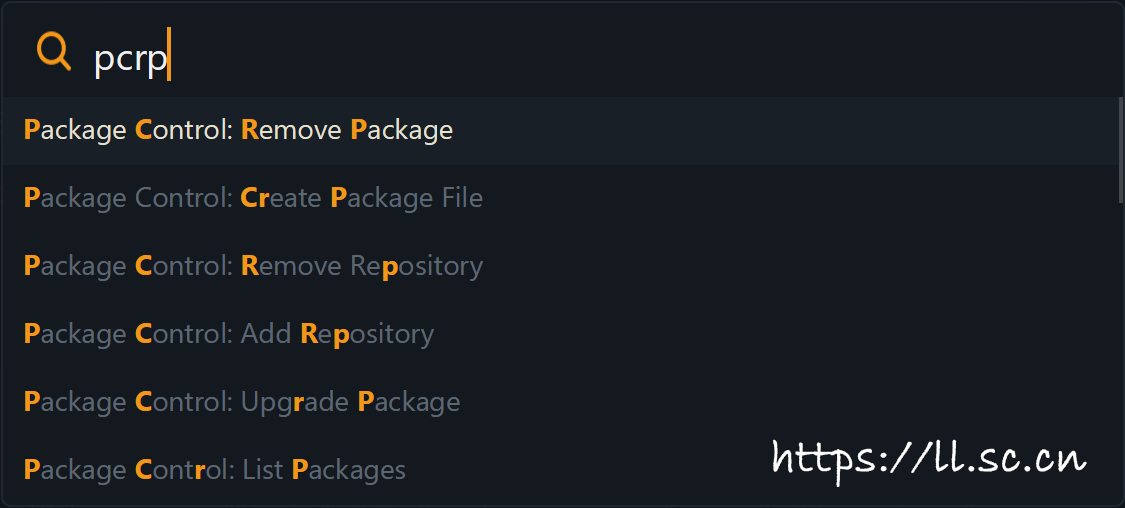 pcrp
Package Control: Remove Package
Package Control: Create Package File
Package Control: Remove Repository
Package Control: Add Repository
Package Control: Upgrade Package
Package Control: List Packages
https://ll.sc.cn